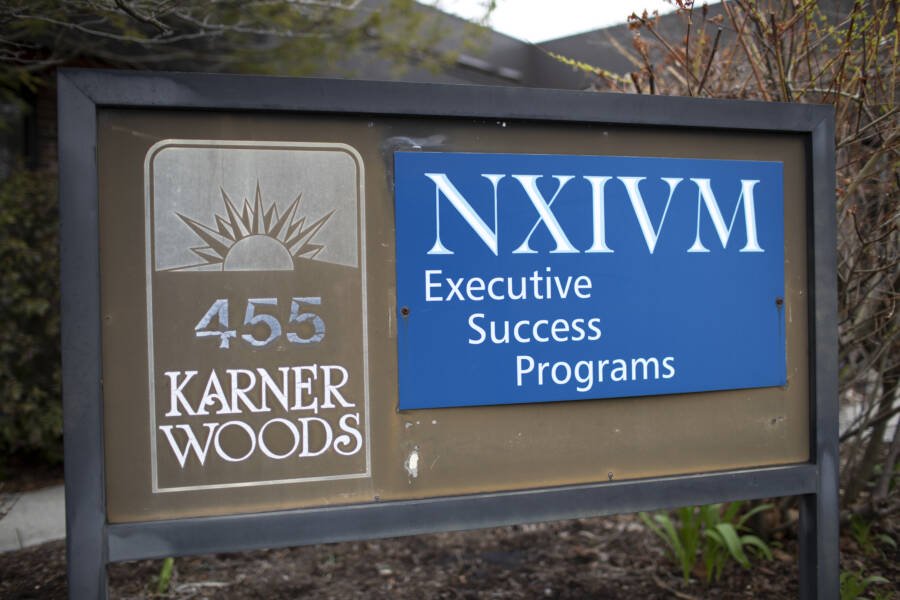 455
KARNER
WOODS
NXIVM
Executive
Success
Programs